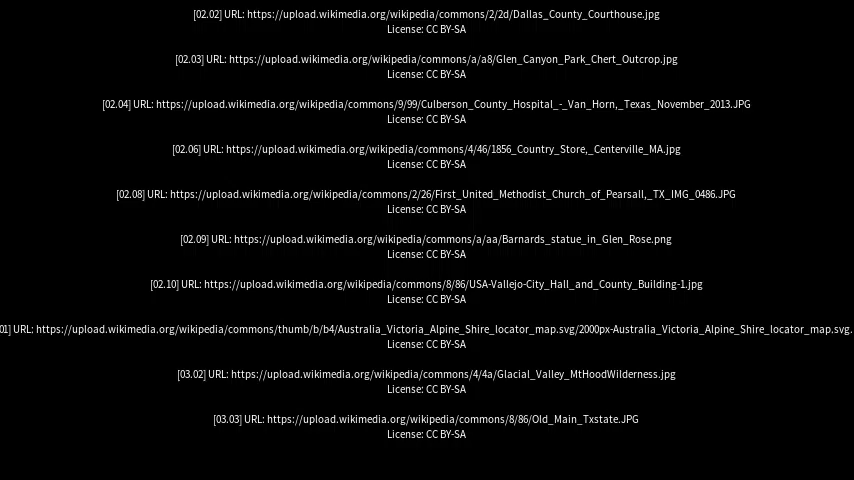 [02.02] URL: https://upload.wikimedia.org/wikipedia/commons/2/2d/Dallas_County_Courthouse.jpg
License: CC BY-SA
[02.03] URL: https://upload.wikimedia.org/wikipedia/commons/a/a8/Glen_Canyon_Park_Chert_Outcrop.jpg
License: CC BY-SA
[02.04] URL: https://upload.wikimedia.org/wikipedia/commons/9/99/Culberson_County_Hospital_-_Van_Horn,_Texas_November_2013.JPG
License: CC BY-SA
[02.06] URL: https://upload.wikimedia.org/wikipedia/commons/4/46/1856_Country_Store,_Centerville_MA.jpg
License: CC BY-SA
[02.08] URL: https://upload.wikimedia.org/wikipedia/commons/2/26/First_United_Methodist_Church_of_Pearsall,_TX_IMG_0486.JPG
License: CC BY-SA
[02.09] URL: https://upload.wikimedia.org/wikipedia/commons/a/aa/Barnards_statue_in_Glen_Rose.png
License: CC BY-SA
[02.10] URL: https://upload.wikimedia.org/wikipedia/commons/8/86/USA-Vallejo-City_Hall_and_County_Building-1.jpg
License: CC BY-SA
01] URL: https://upload.wikimedia.org/wikipedia/commons/thumb/b/b4/Australia_Victoria_Alpine_Shire_locator_map.svg/2000px-Australia_Victoria_Alpine_Shire_locator_map.svg.
License: CC BY-SA
[03.02] URL: https://upload.wikimedia.org/wikipedia/commons/4/4a/Glacial_Valley_MtHoodWilderness.jpg
License: CC BY-SA
[03.03] URL: https://upload.wikimedia.org/wikipedia/commons/8/86/Old_Main_Txstate.JPG
License: CC BY-SA